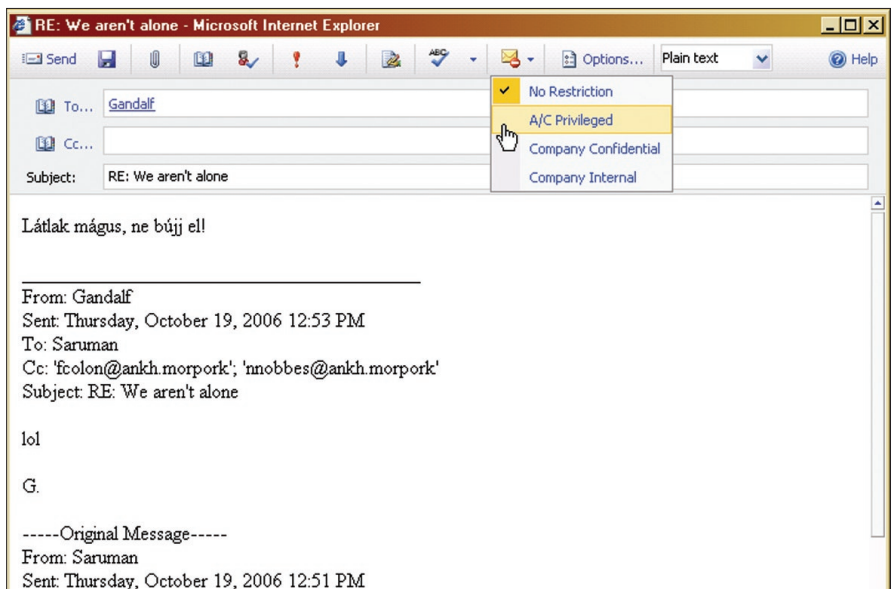 RE: We aren't alone - Microsoft Internet Explorer
Send ABC Options... Plain text Help
No Restriction
To... Gandalf
A/C Privileged
Cc...
Company Confidential
Subject: RE: We aren't alone
Company Internal
Látlak mágus, ne bújj el!
From: Gandalf
Sent: Thursday, October 19, 2006 12:53 PM
To: Saruman
Cc: 'fcolon@ankh.morpork'; 'nnobbes@ankh.morpork'
Subject: RE: We aren't alone
lol
G.
-----Original Message-----
From: Saruman
Sent: Thursday, October 19, 2006 12:51 PM